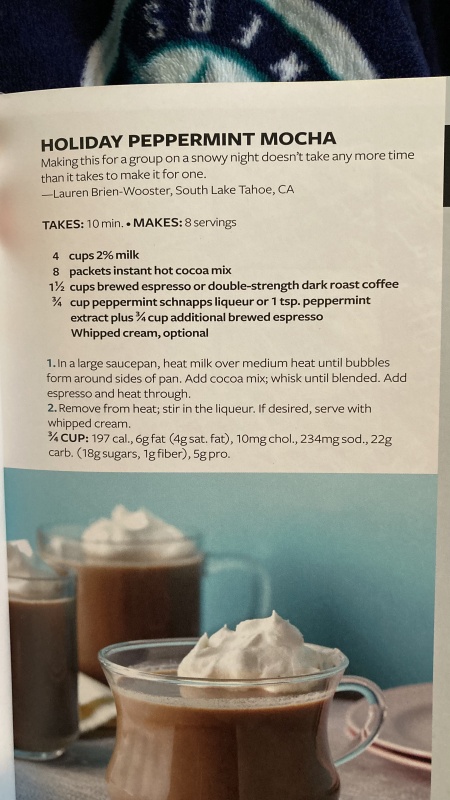 HOLIDAY PEPPERMINT MOCHA
Making this for a group on a snowy night doesn't take any more time
than it takes to make it for one.
—Lauren Brien-Wooster, South Lake Tahoe, CA
TAKES: 10 min. • MAKES: 8 servings
4 cups 2% milk
8 packets instant hot cocoa mix
1½ cups brewed espresso or double-strength dark roast coffee
¾ cup peppermint schnapps liqueur or 1 tsp. peppermint
extract plus ¾ cup additional brewed espresso
Whipped cream, optional
1. In a large saucepan, heat milk over medium heat until bubbles
form around sides of pan. Add cocoa mix; whisk until blended. Add
espresso and heat through.
2. Remove from heat; stir in the liqueur. If desired, serve with
whipped cream.
¾ CUP: 197 cal., 6g fat (4g sat. fat), 10mg chol., 234mg sod., 22g
carb. (18g sugars, 1g fiber), 5g pro.